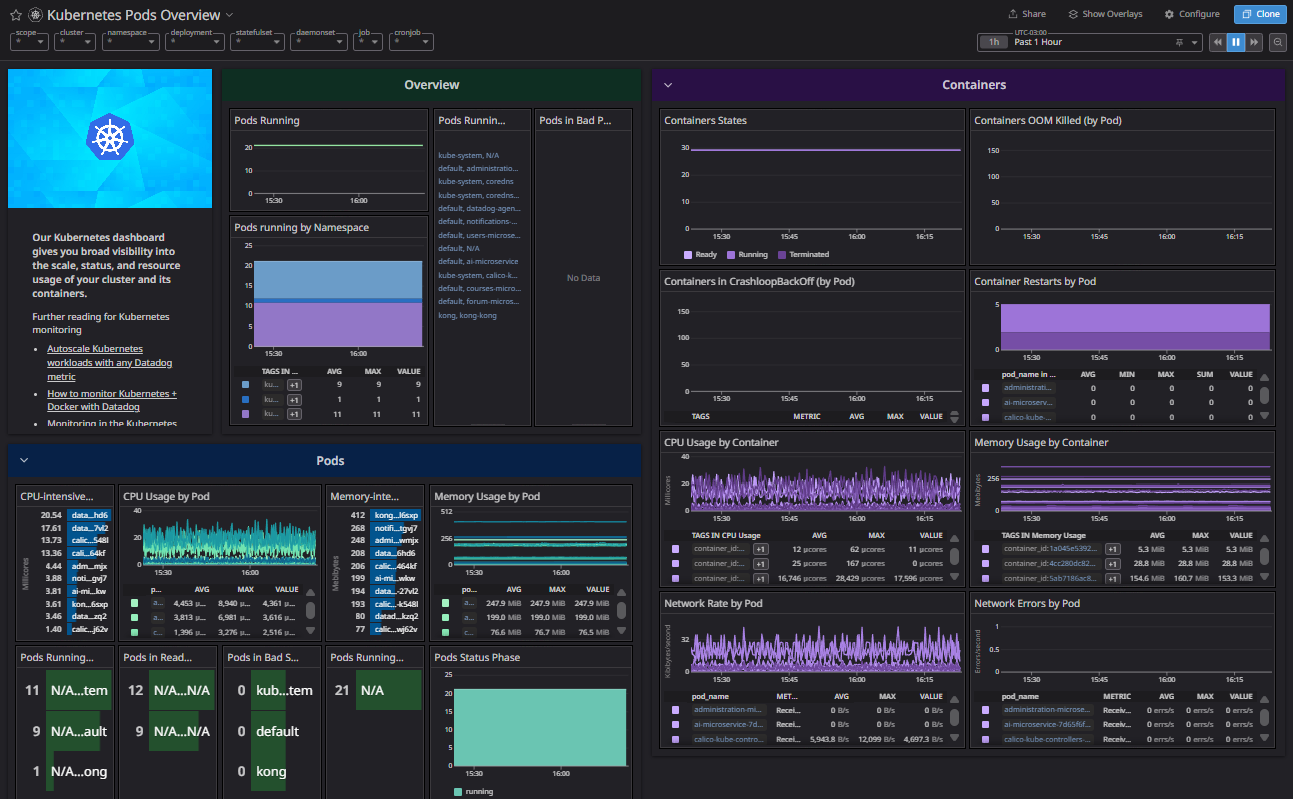 Kubernetes Pods Overview
Share
Show Overlays
Configure
Clone
scope
*
cluster
*
namespace
*
deployment
*
statefulset
*
daemonset
*
job
*
cronjob
*
1h
UTC-03:00
Past 1 Hour
Our Kubernetes dashboard
gives you broad visibility into
the scale, status, and resource
usage of your cluster and its
containers.
Further reading for Kubernetes
monitoring
Autoscale Kubernetes
workloads with any Datadog
metric
How to monitor Kubernetes +
Docker with Datadog
Monitoring in the Kubernetes
Overview
Pods Running
20
10
0
15:30 16:00
Pods running by Namespace
25
20
15
10
5
0
15:30 16:00
TAGS IN ... AVG MAX VALUE
ku... +1 9 9 9
ku... +1 1 1 1
ku... +1 11 11 11
Pods Runnin...
kube-system, N/A
default, administratio...
kube-system, coredns
kube-system, coredns...
default, datadog-agen...
default, notifications-...
default, users-microse...
default, N/A
default, ai-microservice
kube-system, calico-k...
default, courses-micro...
default, forum-micros...
kong, kong-kong
Pods in Bad P...
No Data
Pods
CPU-intensive...
Millicores
20.54 data...hd6
17.61 data...7vl2
13.73 calic...548l
13.36 cali...64kf
4.44 adm...mjx
3.88 noti...gvj7
3.81 ai-mi...kw
3.61 kon...6sxp
3.46 data...zq2
1.40 calic...j62v
CPU Usage by Pod
40
20
0
15:30 16:00
p... AVG MAX VALUE
a... 4,453 μ... 8,940 μ... 4,361 μ...
a... 3,813 μ... 6,981 μ... 3,616 μ...
c... 1,396 μ... 3,276 μ... 2,516 μ...
Memory-inte...
Mebibytes
412 kong...l6sxp
268 notifi...tgvj7
248 admi...wmjx
208 data...6hd6
206 calic...464kf
199 ai-mi...wkw
194 data...-27vl2
193 calic...-k548l
80 datad...kzq2
77 calic...wj62v
Memory Usage by Pod
512
256
0
15:30 16:00
p... AVG MAX VALUE
a... 247.9 MiB 247.9 MiB 247.9 MiB
a... 199.0 MiB 199.0 MiB 199.0 MiB
c... 76.6 MiB 76.7 MiB 76.5 MiB
Pods Running...
11 N/A...tem
9 N/A...ault
1 N/A...ong
Pods in Read...
12 N/A...N/A
9 N/A...N/A
Pods in Bad S...
0 kub...tem
0 default
0 kong
Pods Running...
21 N/A
Pods Status Phase
25
20
15
10
5
0
15:30 16:00
running
Containers
Containers States
30
20
10
0
15:30 15:45 16:00 16:15
Ready Running Terminated
Containers OOM Killed (by Pod)
150
100
50
0
15:30 15:45 16:00 16:15
Containers in CrashloopBackOff (by Pod)
150
100
50
0
15:30 15:45 16:00 16:15
TAGS METRIC AVG MAX VALUE
Container Restarts by Pod
5
0
15:30 15:45 16:00 16:15
pod_name in ... AVG MIN MAX SUM VALUE
administrati... 0 0 0 0 0
ai-microserv... 0 0 0 0 0
calico-kube-... 0 0 0 0 0
CPU Usage by Container
Millicores
40
20
0
15:30 15:45 16:00 16:15
TAGS IN CPU Usage AVG MAX VALUE
container_id:... +1 12 μcores 62 μcores 11 μcores
container_id:... +1 25 μcores 167 μcores 0 μcores
container_id:... +1 16,746 μcores 28,429 μcores 17,596 μcores
Memory Usage by Container
Mebibytes
256
0
15:30 15:45 16:00 16:15
TAGS IN Memory Usage AVG MAX VALUE
container_id:1a045e5392... +1 5.3 MiB 5.3 MiB 5.3 MiB
container_id:4cc280dc82... +1 28.8 MiB 28.8 MiB 28.8 MiB
container_id:5ab7186ac8... +1 154.6 MiB 160.7 MiB 153.3 MiB
Network Rate by Pod
Kibibytes/second
32
0
15:30 15:45 16:00 16:15
pod_name MET... AVG MAX VALUE
administration-mi... Recei... 0 B/s 0 B/s 0 B/s
ai-microservice-7d... Recei... 0 B/s 0 B/s 0 B/s
calico-kube-contro... Recei... 5,943.8 B/s 12,099 B/s 4,697.3 B/s
Network Errors by Pod
Errors/second
1
0.5
0
15:30 15:45 16:00 16:15
pod_name METRIC AVG MAX VALUE
administration-microse... Receiv... 0 errs/s 0 errs/s 0 errs/s
ai-microservice-7d65f6f... Receiv... 0 errs/s 0 errs/s 0 errs/s
calico-kube-controllers-... Receiv... 0 errs/s 0 errs/s 0 errs/s